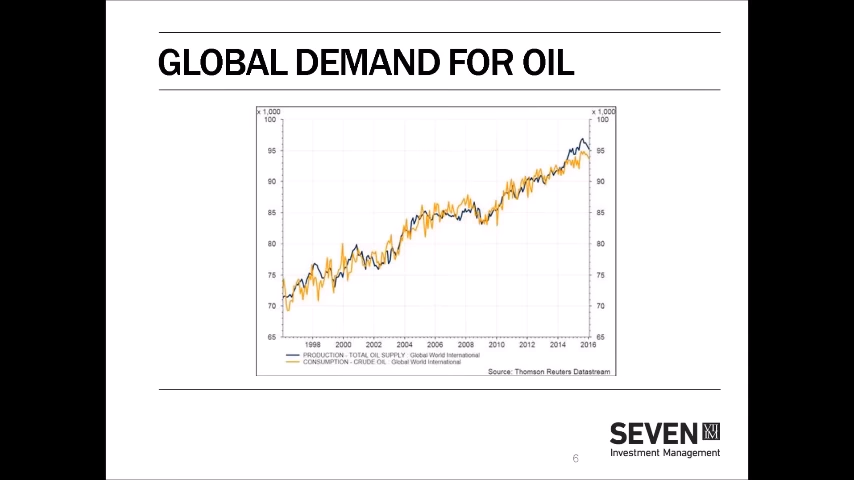 GLOBAL DEMAND FOR OIL
x 1,000 x 1,000
100 100
95 95
90 90
85 85
80 80
75 75
70 70
65 65
1998 2000 2002 2004 2006 2008 2010 2012 2014 2016
PRODUCTION - TOTAL OIL SUPPLY : Global World International
CONSUMPTION - CRUDE OIL : Global World International
Source: Thomson Reuters Datastream
SEVEN VII IM
Investment Management
6